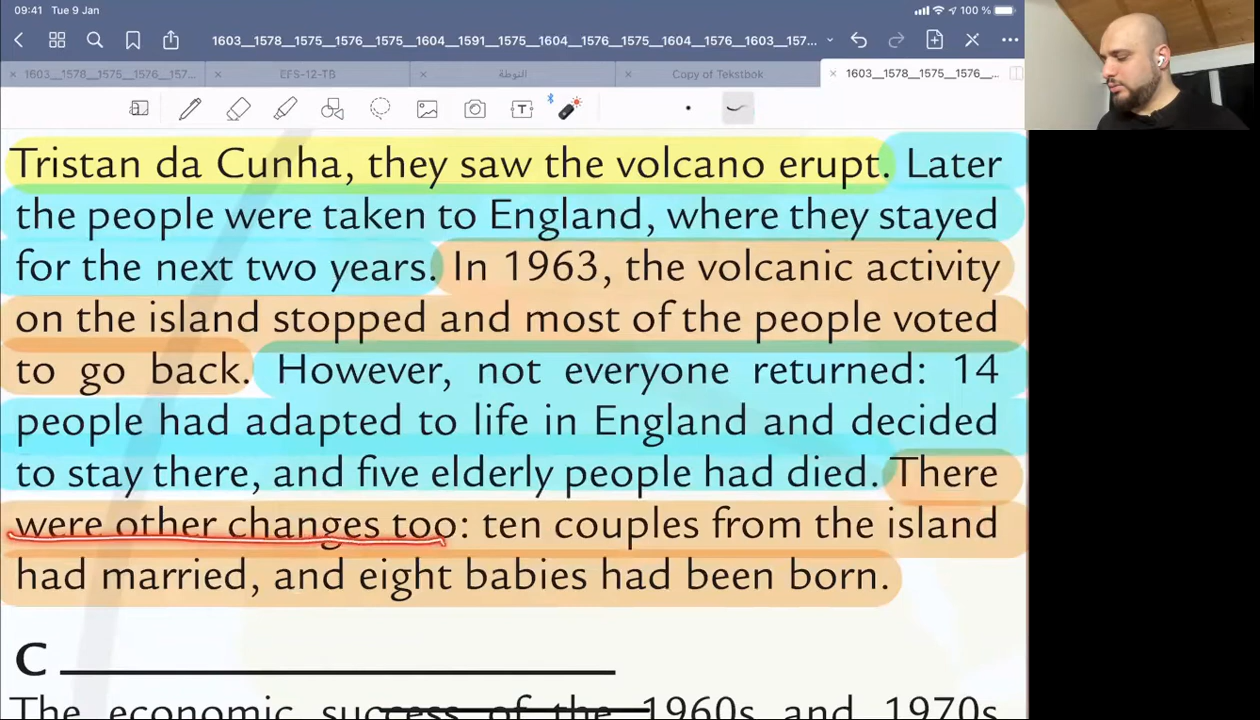 09:41 Tue 9 Jan
100 %
1603__1578__1575__1576__1575__1604__1591__1575__1604__1576__1575__1604__1576__1603__157...
1603__1578__1575__1576__157...
EFS-12-TB
النوطة
Copy of Tekstbok
1603__1578__1575__1576__...
Tristan da Cunha, they saw the volcano erupt. Later
the people were taken to England, where they stayed
for the next two years. In 1963, the volcanic activity
on the island stopped and most of the people voted
to go back. However, not everyone returned: 14
people had adapted to life in England and decided
to stay there, and five elderly people had died. There
were other changes too: ten couples from the island
had married, and eight babies had been born.
C
The economic success of the 1960s and 1970s